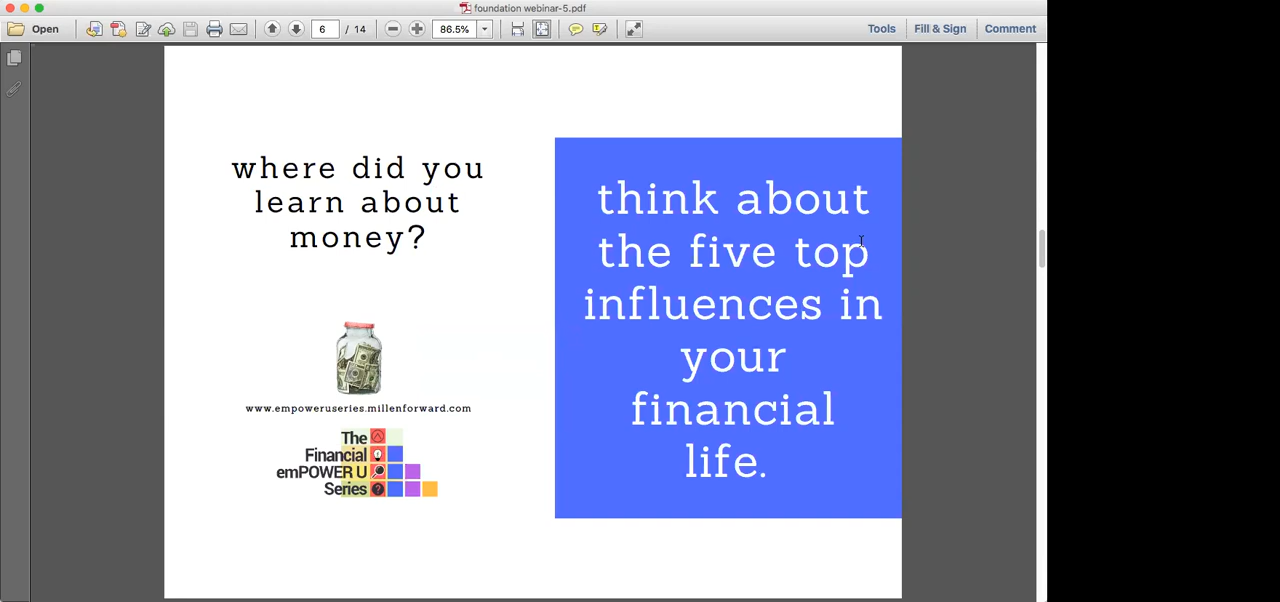 foundation webinar-5.pdf
Open
6 / 14
86.5%
Tools
Fill & Sign
Comment
where did you
learn about
money?
www.empoweruseries.millenforward.com
The
Financial
emPOWER U
Series
think about
the five top
influences in
your
financial
life.